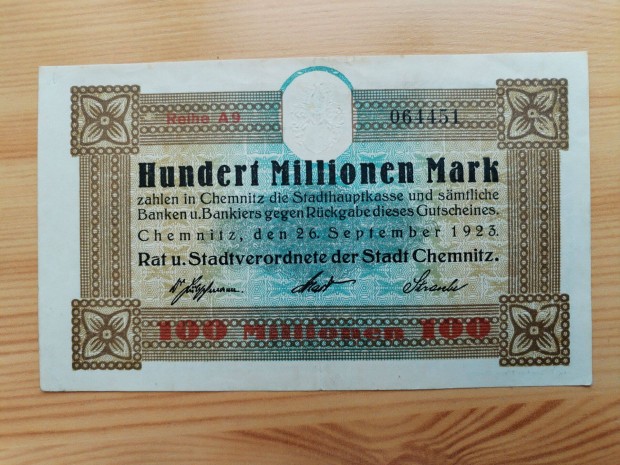 Reihe A9 061451
Hundert Millionen Mark
zahlen in Chemnitz die Stadthauptkasse und sämtliche
Banken u. Bankiers gegen Rückgabe dieses Gutscheines.
Chemnitz, den 26. September 1923.
Rat u. Stadtverordnete der Stadt Chemnitz.
100 Millionen 100